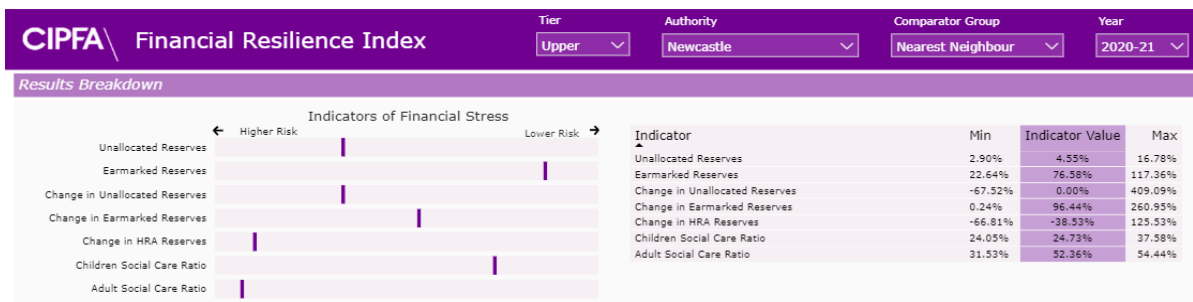 Tier Authority Comparator Group Year
CIPFA\ Financial Resilience Index Upper Newcastle Nearest Neighbour 2020-21
Results Breakdown
Indicators of Financial Stress
← Higher Risk Lower Risk →
Unallocated Reserves
Earmarked Reserves
Change in Unallocated Reserves
Change in Earmarked Reserves
Change in HRA Reserves
Children Social Care Ratio
Adult Social Care Ratio
Indicator Min Indicator Value Max
Unallocated Reserves 2.90% 4.55% 16.78%
Earmarked Reserves 22.64% 76.58% 117.36%
Change in Unallocated Reserves -67.52% 0.00% 409.09%
Change in Earmarked Reserves 0.24% 96.44% 260.95%
Change in HRA Reserves -66.81% -38.53% 125.53%
Children Social Care Ratio 24.05% 24.73% 37.58%
Adult Social Care Ratio 31.53% 52.36% 54.44%